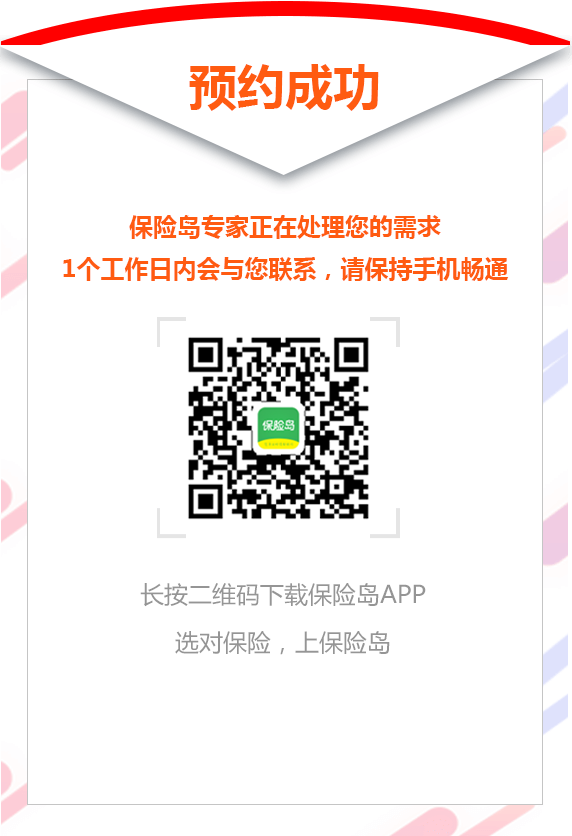 预约成功
保险岛专家正在处理您的需求
1个工作日内会与您联系，请保持手机畅通
保险岛
长按二维码下载保险岛APP
选对保险，上保险岛